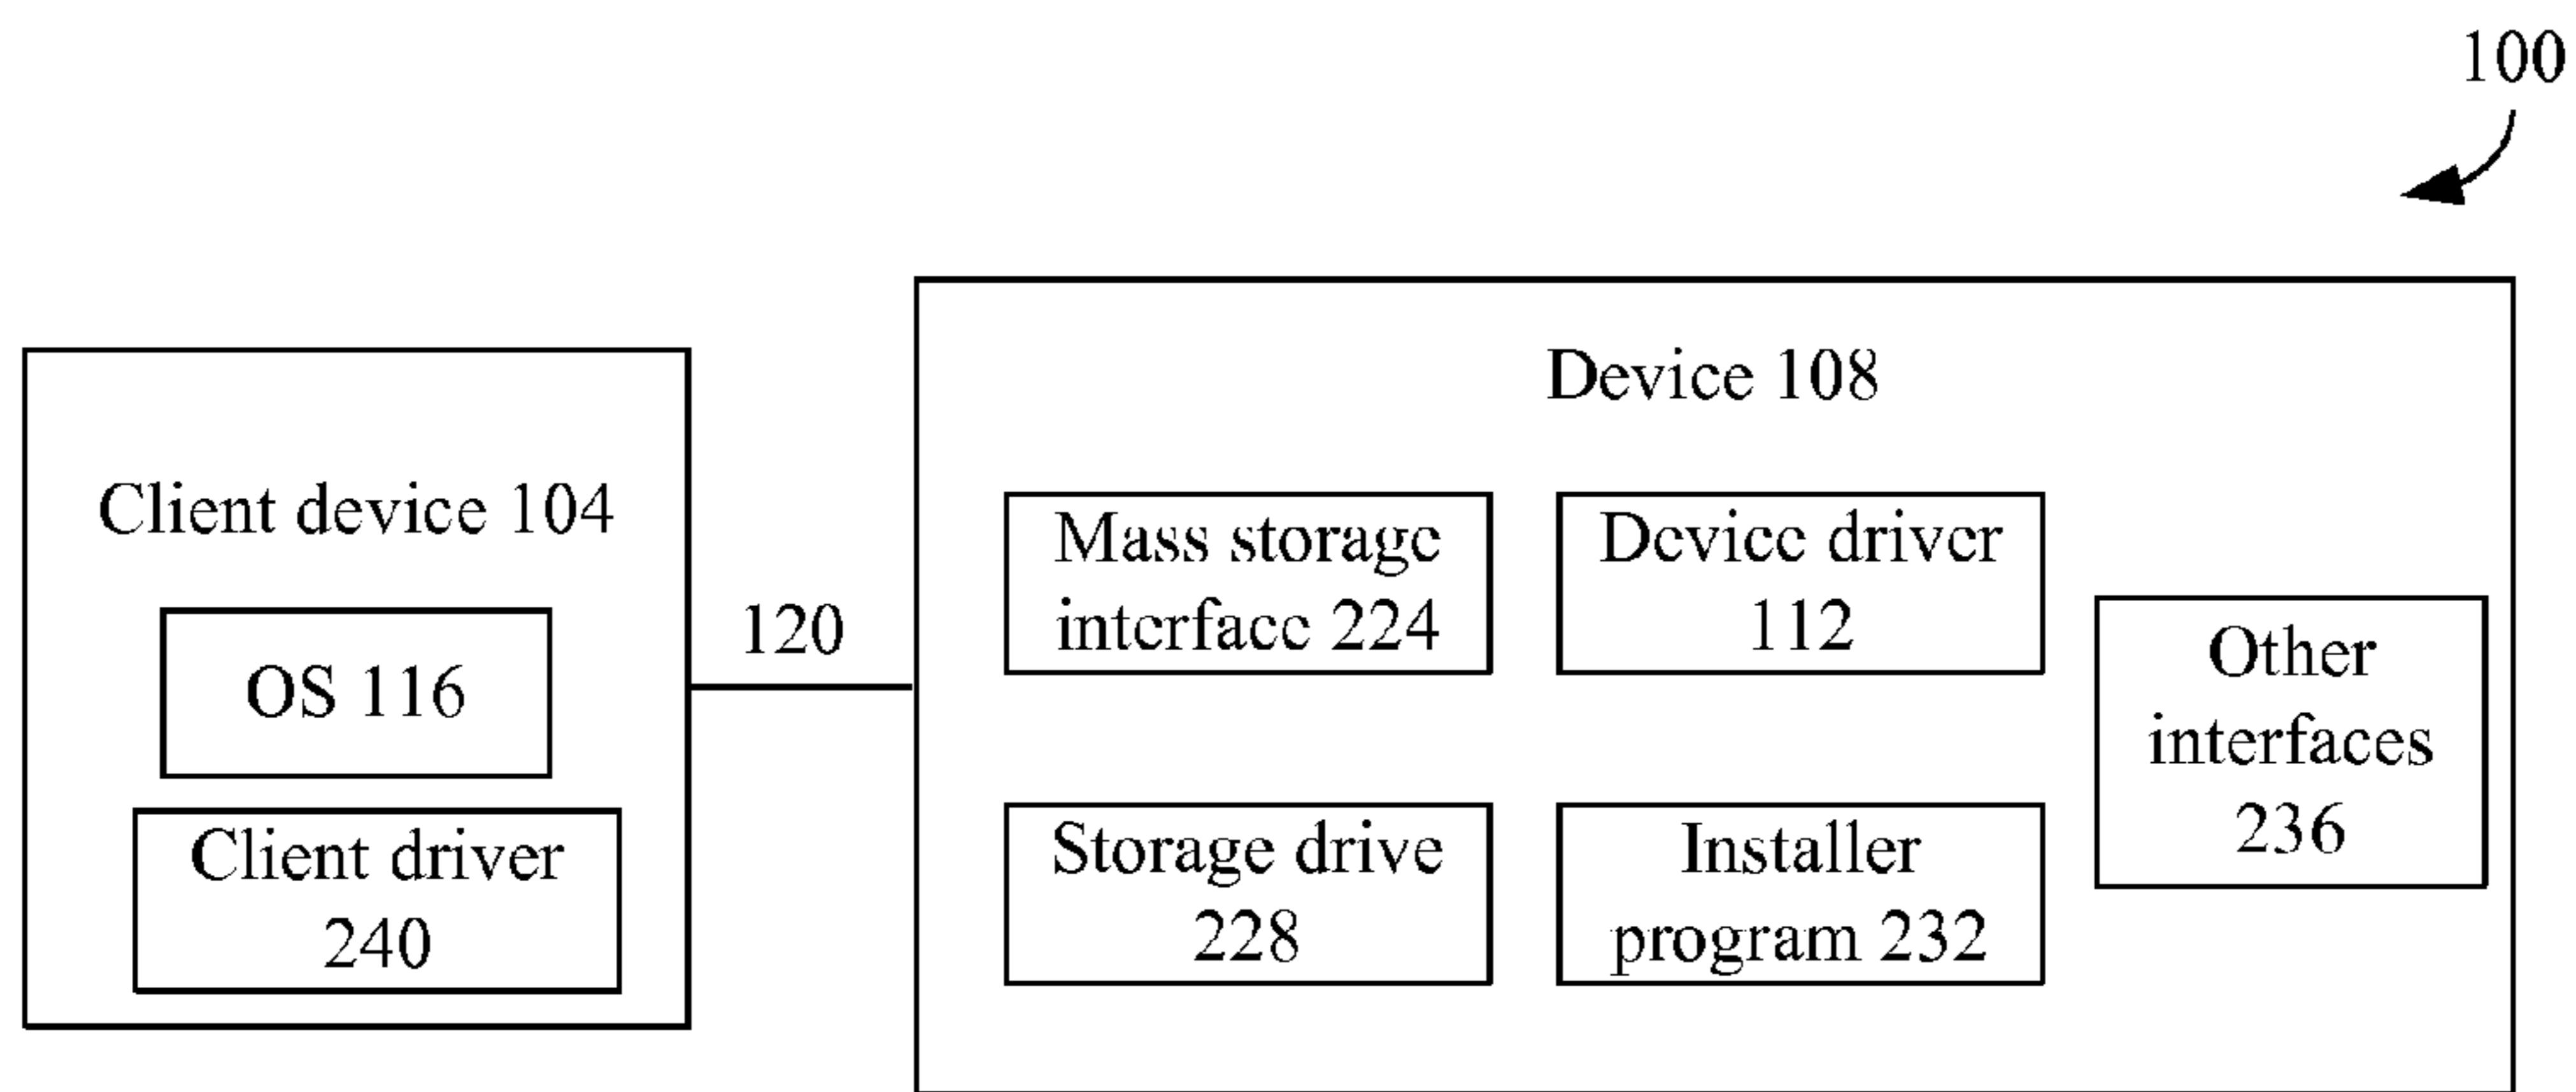 100
Device 108
Client device 104
OS 116
Client driver
240
120
Mass storage
interface 224
Device driver
112
Storage drive
228
Installer
program 232
Other
interfaces
236